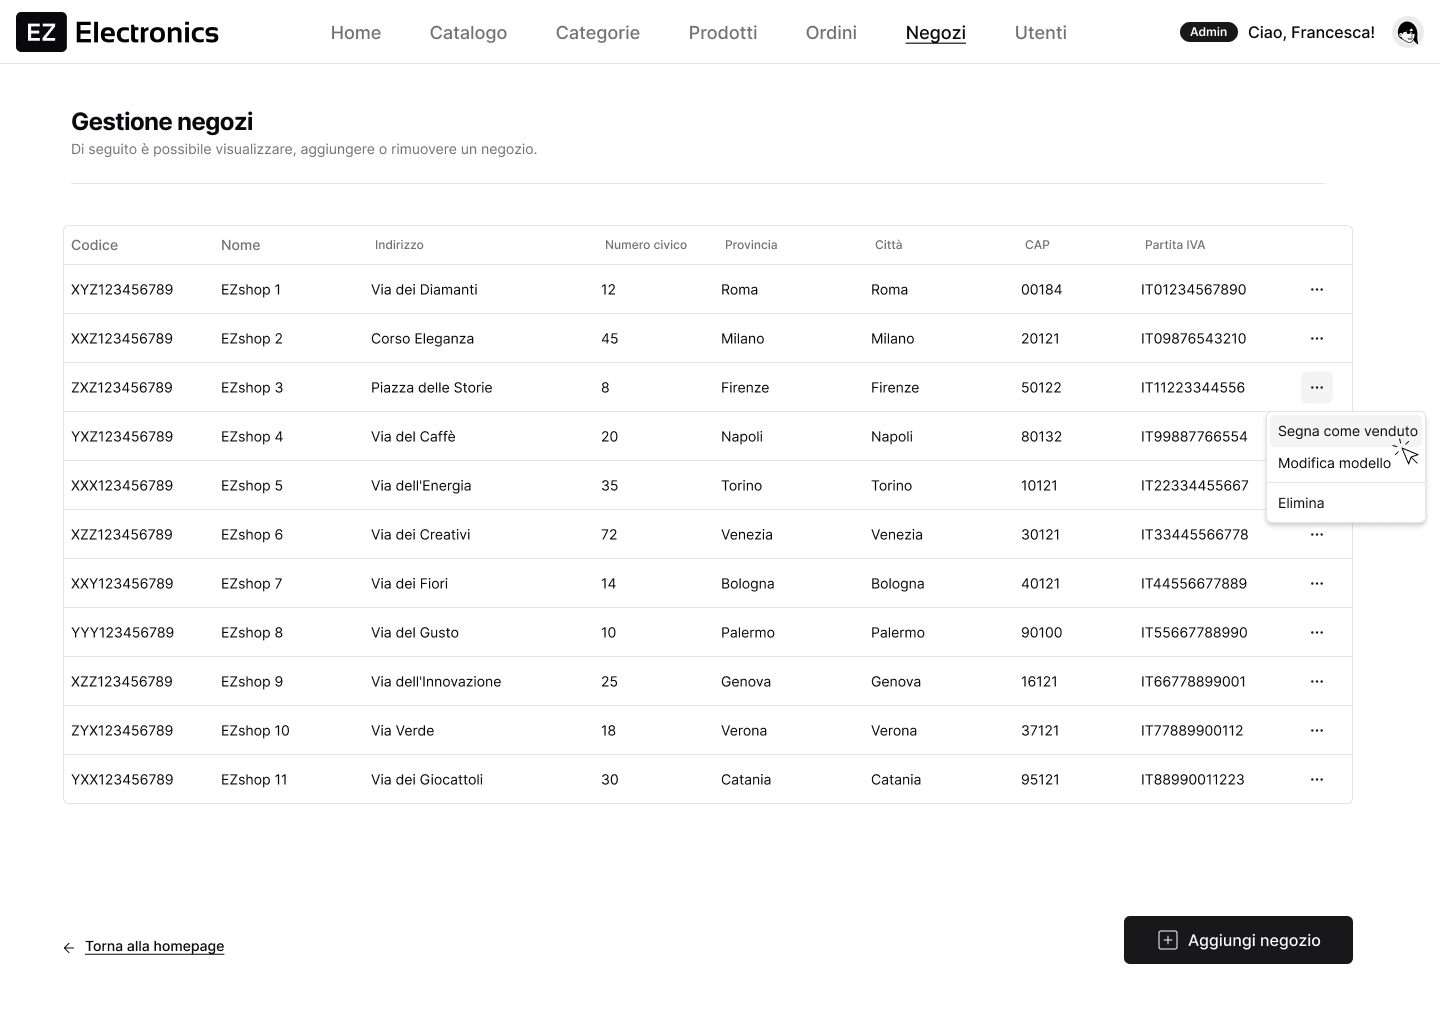 EZ Electronics Home Catalogo Categorie Prodotti Ordini Negozi Utenti Admin Ciao, Francesca!
Gestione negozi
Di seguito è possibile visualizzare, aggiungere o rimuovere un negozio.
Codice Nome Indirizzo Numero civico Provincia Città CAP Partita IVA
XYZ123456789 EZshop 1 Via dei Diamanti 12 Roma Roma 00184 IT01234567890 ...
XXZ123456789 EZshop 2 Corso Eleganza 45 Milano Milano 20121 IT09876543210 ...
ZXZ123456789 EZshop 3 Piazza delle Storie 8 Firenze Firenze 50122 IT11223344556 ...
YXZ123456789 EZshop 4 Via del Caffè 20 Napoli Napoli 80132 IT99887766554
Segna come venduto
Modifica modello
Elimina
XXX123456789 EZshop 5 Via dell'Energia 35 Torino Torino 10121 IT22334455667
XZZ123456789 EZshop 6 Via dei Creativi 72 Venezia Venezia 30121 IT33445566778 ...
XXY123456789 EZshop 7 Via dei Fiori 14 Bologna Bologna 40121 IT44556677889 ...
YYY123456789 EZshop 8 Via del Gusto 10 Palermo Palermo 90100 IT55667788990 ...
XZZ123456789 EZshop 9 Via dell'Innovazione 25 Genova Genova 16121 IT66778899001 ...
ZYX123456789 EZshop 10 Via Verde 18 Verona Verona 37121 IT77889900112 ...
YXX123456789 EZshop 11 Via dei Giocattoli 30 Catania Catania 95121 IT88990011223 ...
← Torna alla homepage
Aggiungi negozio